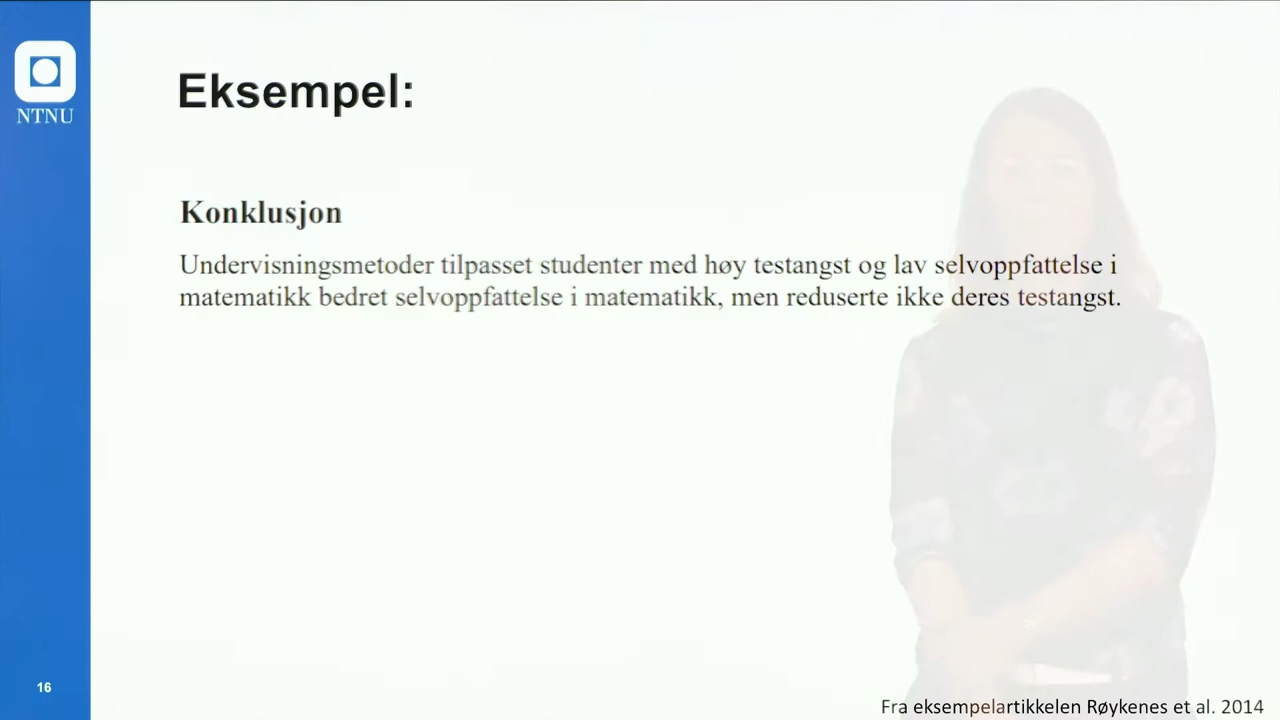 NTNU
Eksempel:
Konklusjon
Undervisningsmetoder tilpasset studenter med høy testangst og lav selvoppfattelse i
matematikk bedret selvoppfattelse i matematikk, men reduserte ikke deres testangst.
16
Fra eksempelartikkelen Røykenes et al. 2014